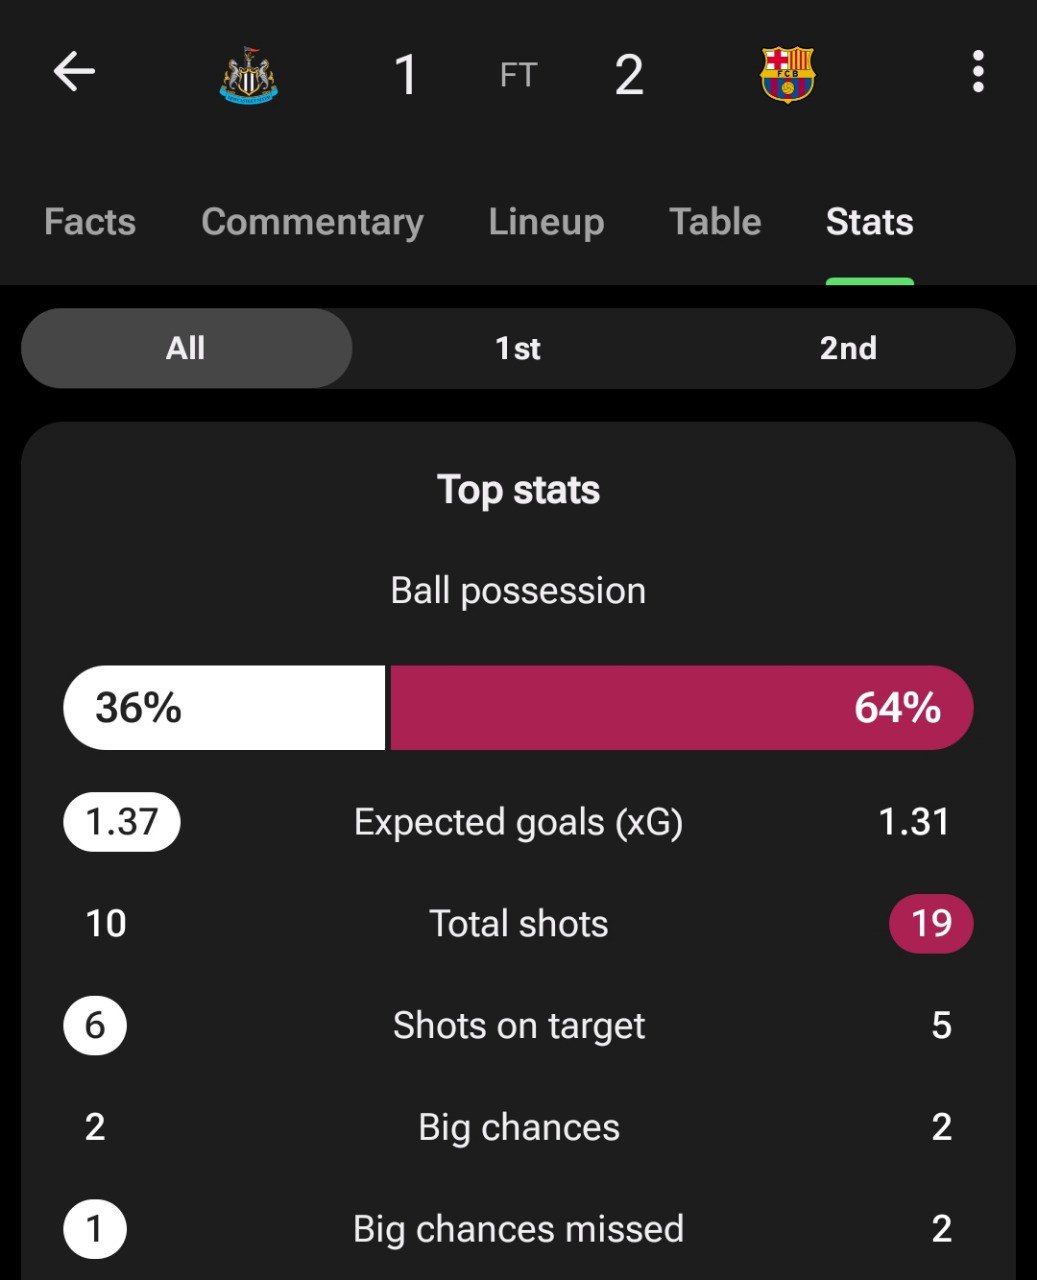 1 FT 2
FCB
Facts Commentary Lineup Table Stats
All 1st 2nd
Top stats
Ball possession
36% 64%
1.37 Expected goals (xG) 1.31
10 Total shots 19
6 Shots on target 5
2 Big chances 2
1 Big chances missed 2